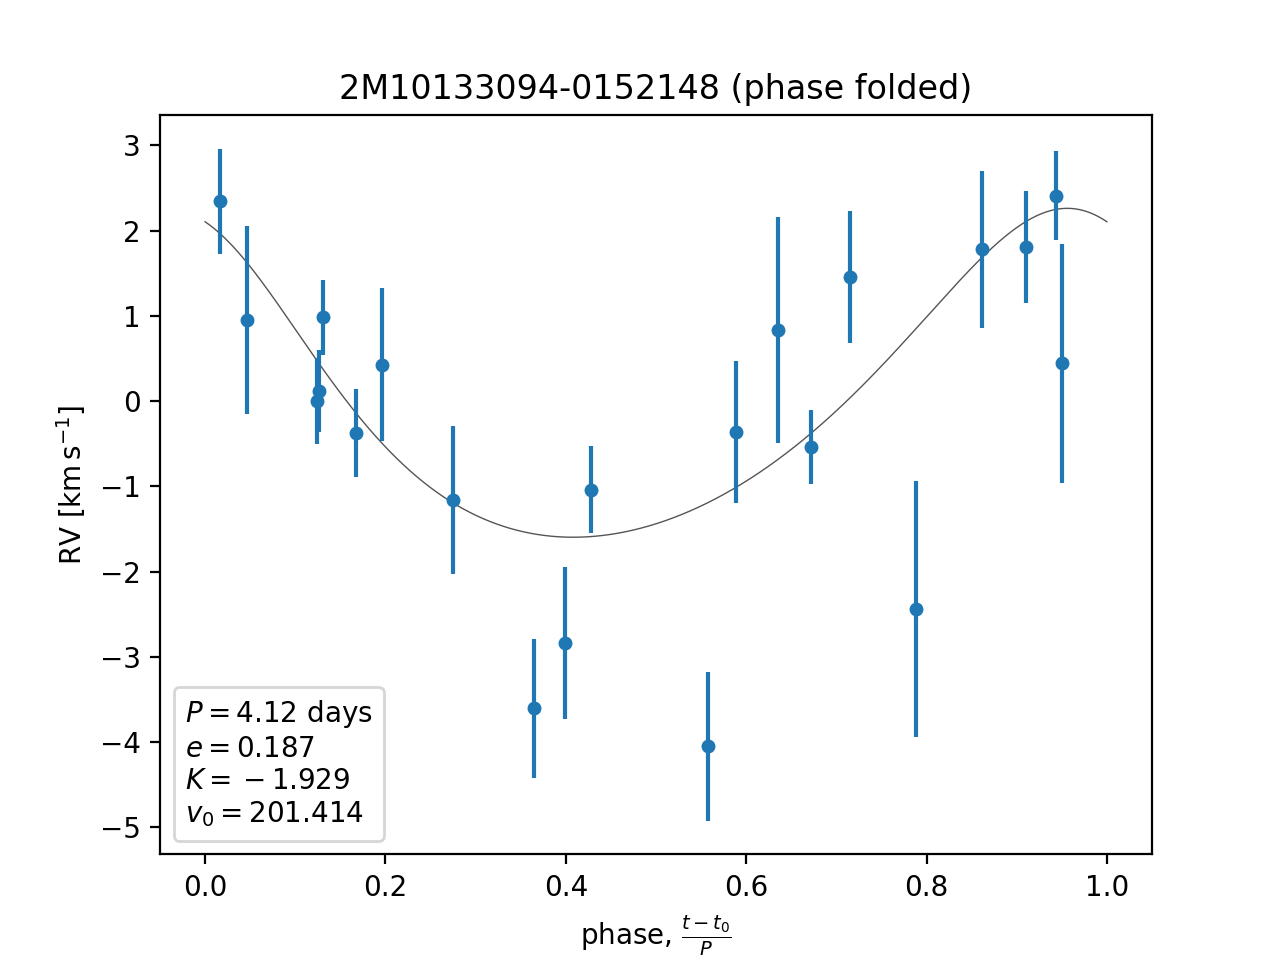 2M10133094-0152148 (phase folded)
RV [km s⁻¹]
3
2
1
0
−1
−2
−3
−4
−5
P = 4.12 days
e = 0.187
K = −1.929
v₀ = 201.414
0.0 0.2 0.4 0.6 0.8 1.0
phase, (t − t₀)/P